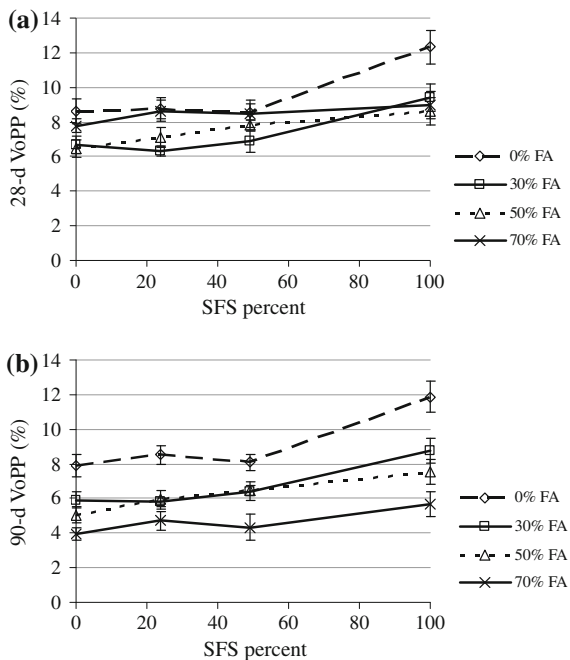 (a)
28-d VoPP (%)
14
12
10
8
6
4
2
0
0 20 40 60 80 100
SFS percent
0% FA
30% FA
50% FA
70% FA
(b)
90-d VoPP (%)
14
12
10
8
6
4
2
0
0 20 40 60 80 100
SFS percent
0% FA
30% FA
50% FA
70% FA